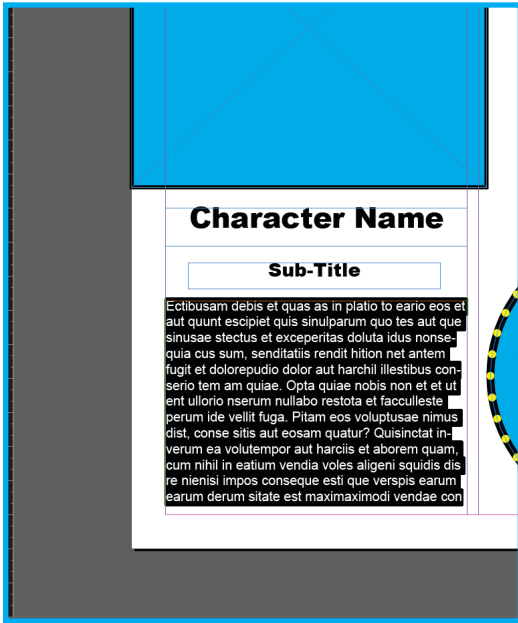 Character Name
Sub-Title
Ectibusam debis et quas as in platio to eario eos et
aut quunt escipiet quis sinulparum quo tes aut que
sinusae stectus et exceperitas doluta idus nonse-
quia cus sum, senditatiis rendit hition net antem
fugit et dolorepudio dolor aut harchil illestibus con-
serio tem am quiae. Opta quiae nobis non et et ut
ent ullorio nserum nullabo restota et facculleste
perum ide vellit fuga. Pitam eos voluptusae nimus
dist, conse sitis aut eosam quatur? Quisinctat in-
verum ea volutempor aut harciis et aborem quam,
cum nihil in eatium vendia voles aligeni squidis dis
re nienisi impos conseque esti que verspis earum
earum derum sitate est maximaximodi vendae con